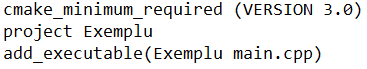 cmake_minimum_required (VERSION 3.0)
project Exemplu
add_executable(Exemplu main.cpp)